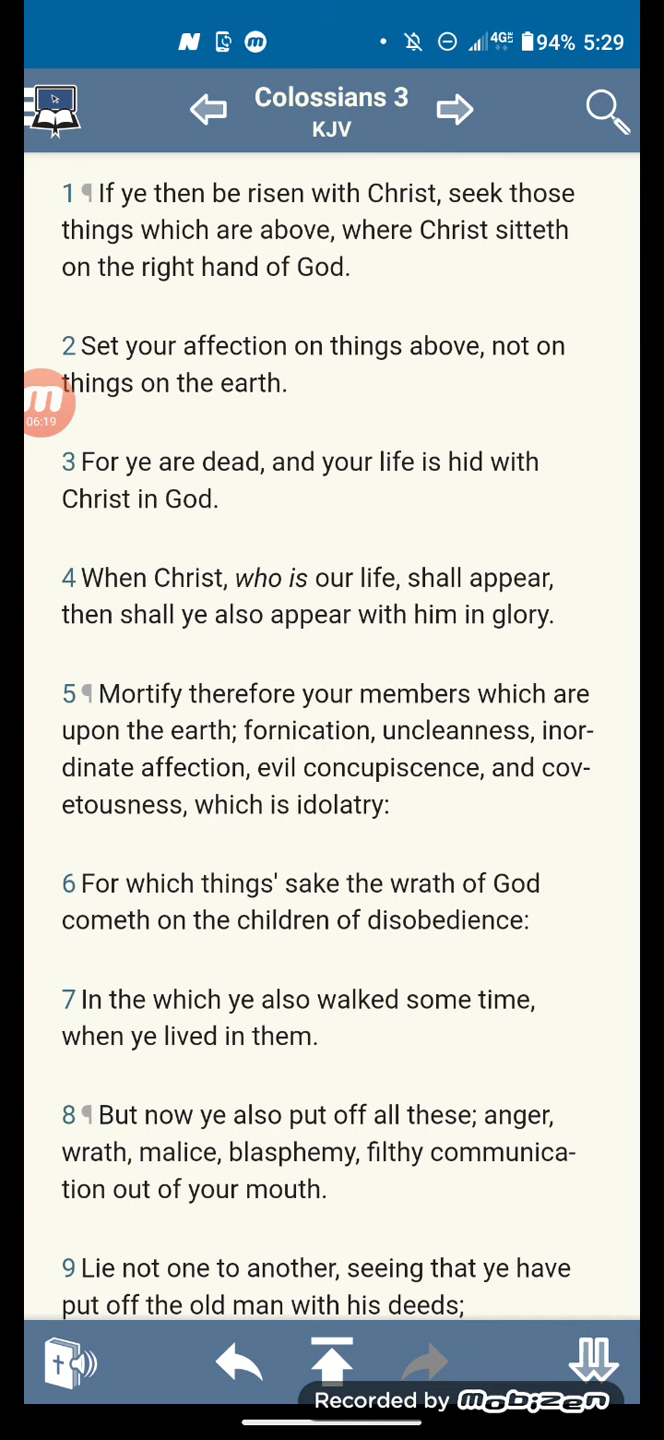 94% 5:29
Colossians 3
KJV
1 ¶ If ye then be risen with Christ, seek those
things which are above, where Christ sitteth
on the right hand of God.
2 Set your affection on things above, not on
things on the earth.
m
06:19
3 For ye are dead, and your life is hid with
Christ in God.
4 When Christ, who is our life, shall appear,
then shall ye also appear with him in glory.
5 ¶ Mortify therefore your members which are
upon the earth; fornication, uncleanness, inor-
dinate affection, evil concupiscence, and cov-
etousness, which is idolatry:
6 For which things' sake the wrath of God
cometh on the children of disobedience:
7 In the which ye also walked some time,
when ye lived in them.
8 ¶ But now ye also put off all these; anger,
wrath, malice, blasphemy, filthy communica-
tion out of your mouth.
9 Lie not one to another, seeing that ye have
put off the old man with his deeds;
Recorded by mobizen